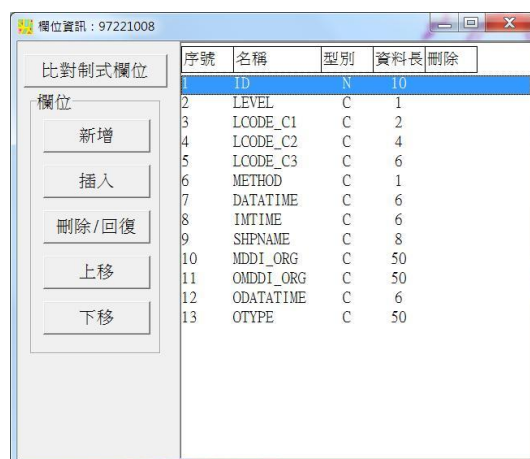 欄位資訊：97221008
比對制式欄位
欄位
新增
插入
刪除/回復
上移
下移
序號 名稱 型別 資料長 刪除
1 ID N 10
2 LEVEL C 1
3 LCODE_C1 C 2
4 LCODE_C2 C 4
5 LCODE_C3 C 6
6 METHOD C 1
7 DATATIME C 6
8 IMTIME C 6
9 SHPNAME C 8
10 MDDI_ORG C 50
11 OMDDI_ORG C 50
12 ODATATIME C 6
13 OTYPE C 50